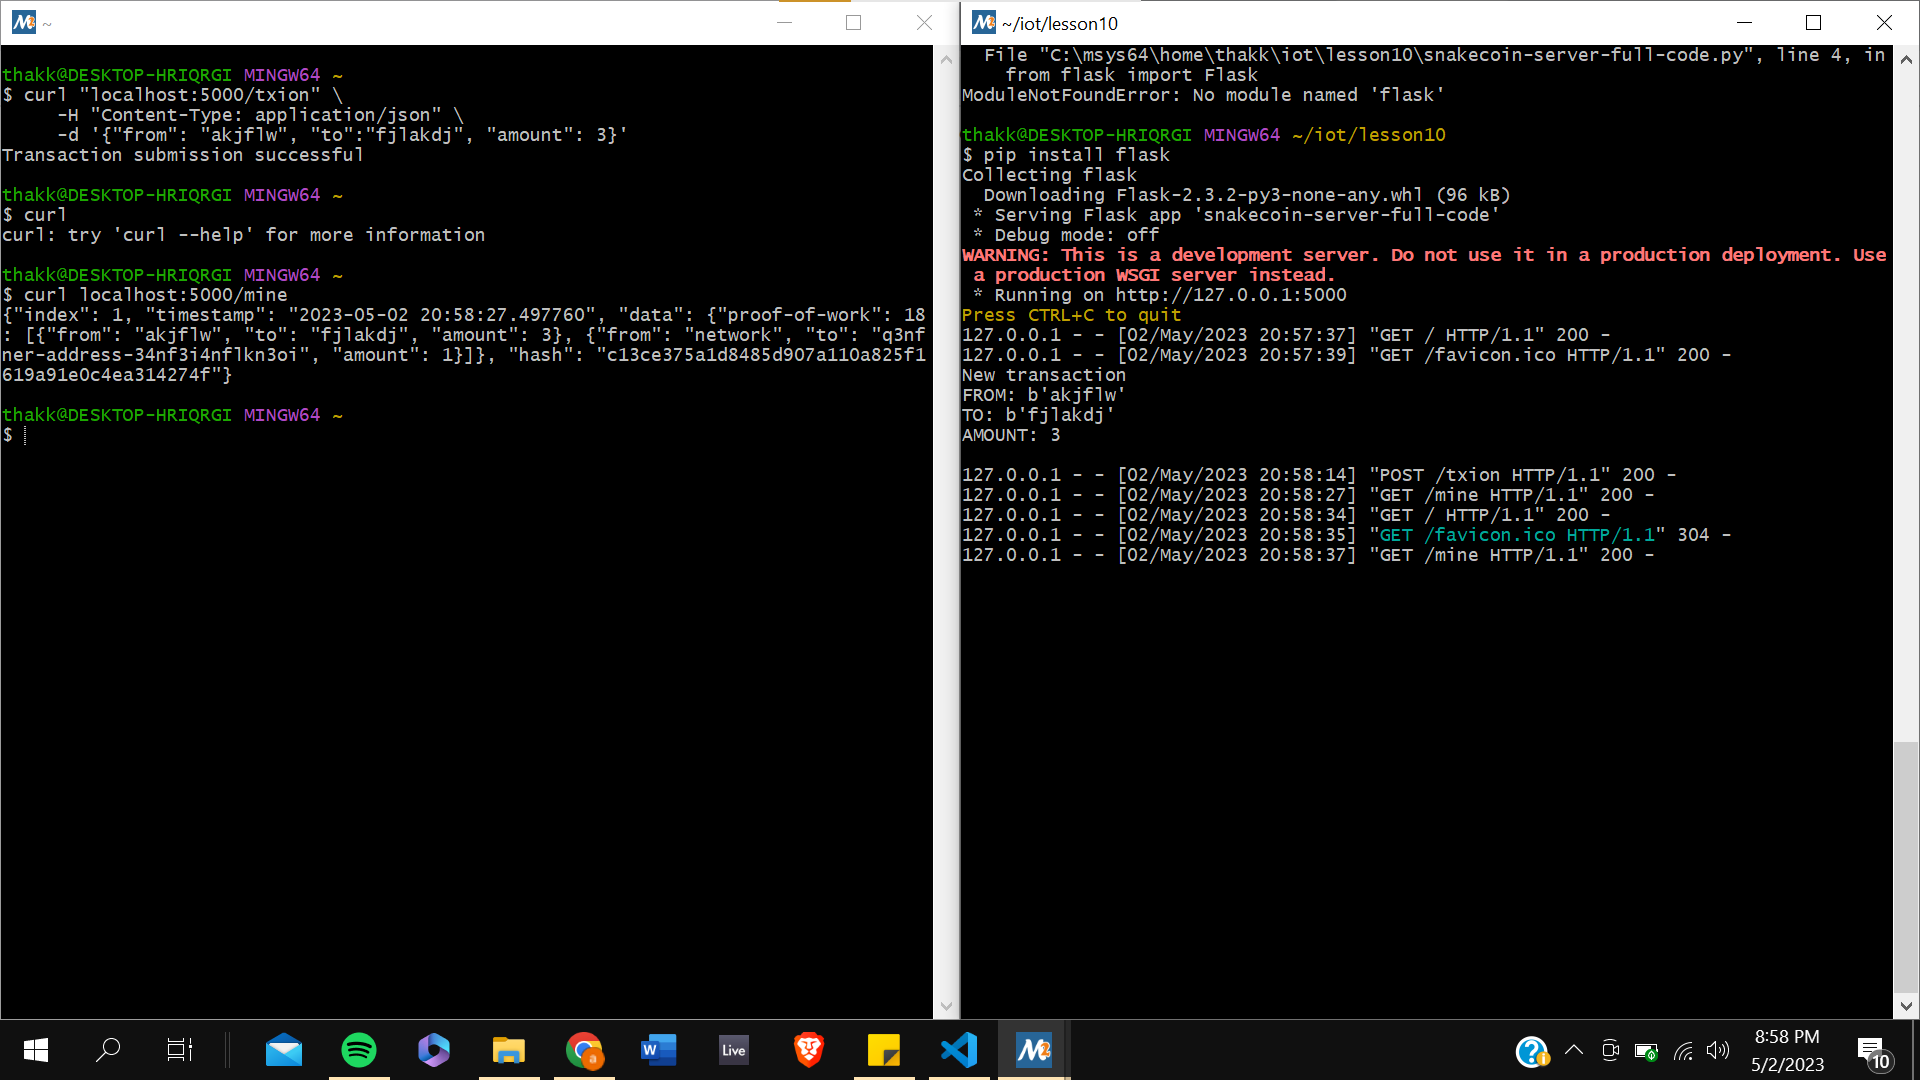 ~
thakk@DESKTOP-HRIQRGI MINGW64 ~
$ curl "localhost:5000/txion" \
     -H "Content-Type: application/json" \
     -d '{"from": "akjflw", "to":"fjlakdj", "amount": 3}'
Transaction submission successful
thakk@DESKTOP-HRIQRGI MINGW64 ~
$ curl
curl: try 'curl --help' for more information
thakk@DESKTOP-HRIQRGI MINGW64 ~
$ curl localhost:5000/mine
{"index": 1, "timestamp": "2023-05-02 20:58:27.497760", "data": {"proof-of-work": 18
: [{"from": "akjflw", "to": "fjlakdj", "amount": 3}, {"from": "network", "to": "q3nf
ner-address-34nf3i4nflkn3oi", "amount": 1}]}, "hash": "c13ce375a1d8485d907a110a825f1
619a91e0c4ea314274f"}
thakk@DESKTOP-HRIQRGI MINGW64 ~
$
~/iot/lesson10
  File "C:\msys64\home\thakk\iot\lesson10\snakecoin-server-full-code.py", line 4, in
    from flask import Flask
ModuleNotFoundError: No module named 'flask'
thakk@DESKTOP-HRIQRGI MINGW64 ~/iot/lesson10
$ pip install flask
Collecting flask
  Downloading Flask-2.3.2-py3-none-any.whl (96 kB)
 * Serving Flask app 'snakecoin-server-full-code'
 * Debug mode: off
WARNING: This is a development server. Do not use it in a production deployment. Use
 a production WSGI server instead.
 * Running on http://127.0.0.1:5000
Press CTRL+C to quit
127.0.0.1 - - [02/May/2023 20:57:37] "GET / HTTP/1.1" 200 -
127.0.0.1 - - [02/May/2023 20:57:39] "GET /favicon.ico HTTP/1.1" 200 -
New transaction
FROM: b'akjflw'
TO: b'fjlakdj'
AMOUNT: 3
127.0.0.1 - - [02/May/2023 20:58:14] "POST /txion HTTP/1.1" 200 -
127.0.0.1 - - [02/May/2023 20:58:27] "GET /mine HTTP/1.1" 200 -
127.0.0.1 - - [02/May/2023 20:58:34] "GET / HTTP/1.1" 200 -
127.0.0.1 - - [02/May/2023 20:58:35] "GET /favicon.ico HTTP/1.1" 304 -
127.0.0.1 - - [02/May/2023 20:58:37] "GET /mine HTTP/1.1" 200 -
Live
8:58 PM
5/2/2023
10